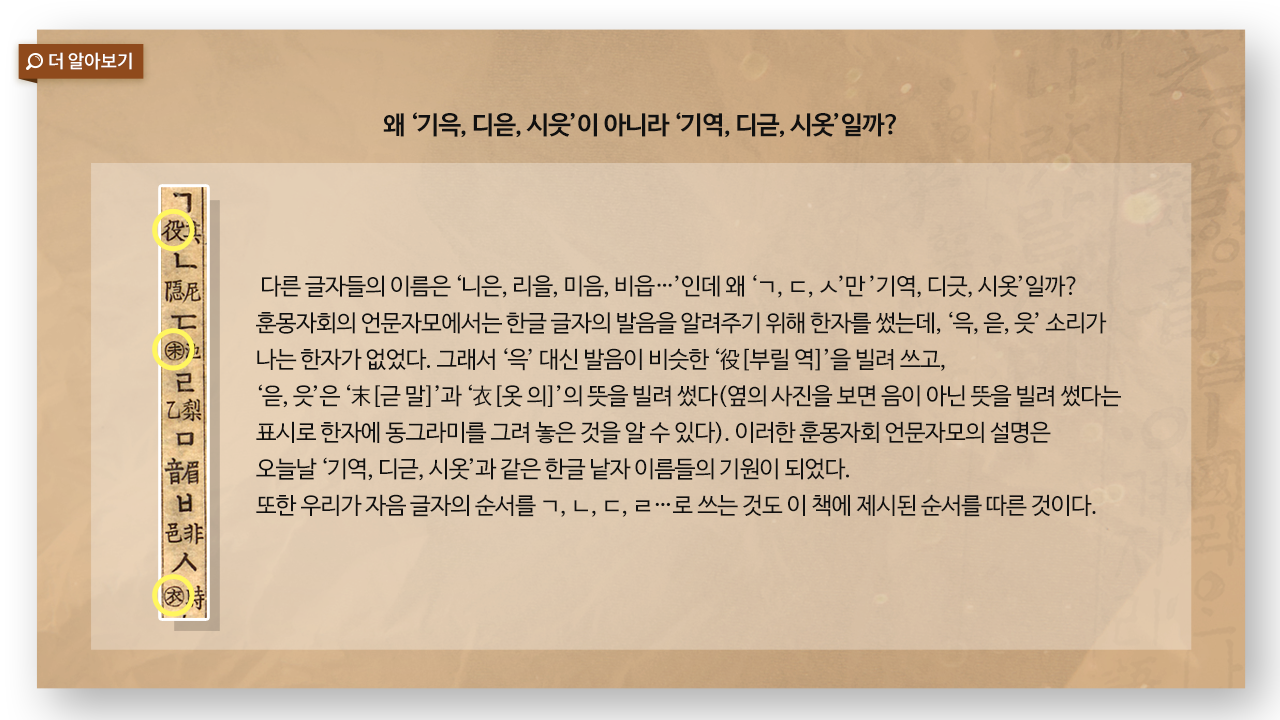 더 알아보기
왜 ‘기윽, 디읃, 시읏’이 아니라 ‘기역, 디귿, 시옷’일까?
ㄱ
役其
ㄴ
隱尼
ㄷ
末池
ㄹ
乙梨
ㅁ
音眉
ㅂ
邑非
ㅅ
衣時
다른 글자들의 이름은 ‘니은, 리을, 미음, 비읍…’인데 왜 ‘ㄱ, ㄷ, ㅅ’만 ’기역, 디긋, 시옷’일까?
훈몽자회의 언문자모에서는 한글 글자의 발음을 알려주기 위해 한자를 썼는데, ‘윽, 읃, 읏’ 소리가
나는 한자가 없었다. 그래서 ‘윽’ 대신 발음이 비슷한 ‘役[부릴 역]’을 빌려 쓰고,
‘읃, 읏’은 ‘末[귿 말]’과 ‘衣[옷 의]’의 뜻을 빌려 썼다(옆의 사진을 보면 음이 아닌 뜻을 빌려 썼다는
표시로 한자에 동그라미를 그려 놓은 것을 알 수 있다). 이러한 훈몽자회 언문자모의 설명은
오늘날 ‘기역, 디귿, 시옷’과 같은 한글 낱자 이름들의 기원이 되었다.
또한 우리가 자음 글자의 순서를 ㄱ, ㄴ, ㄷ, ㄹ…로 쓰는 것도 이 책에 제시된 순서를 따른 것이다.